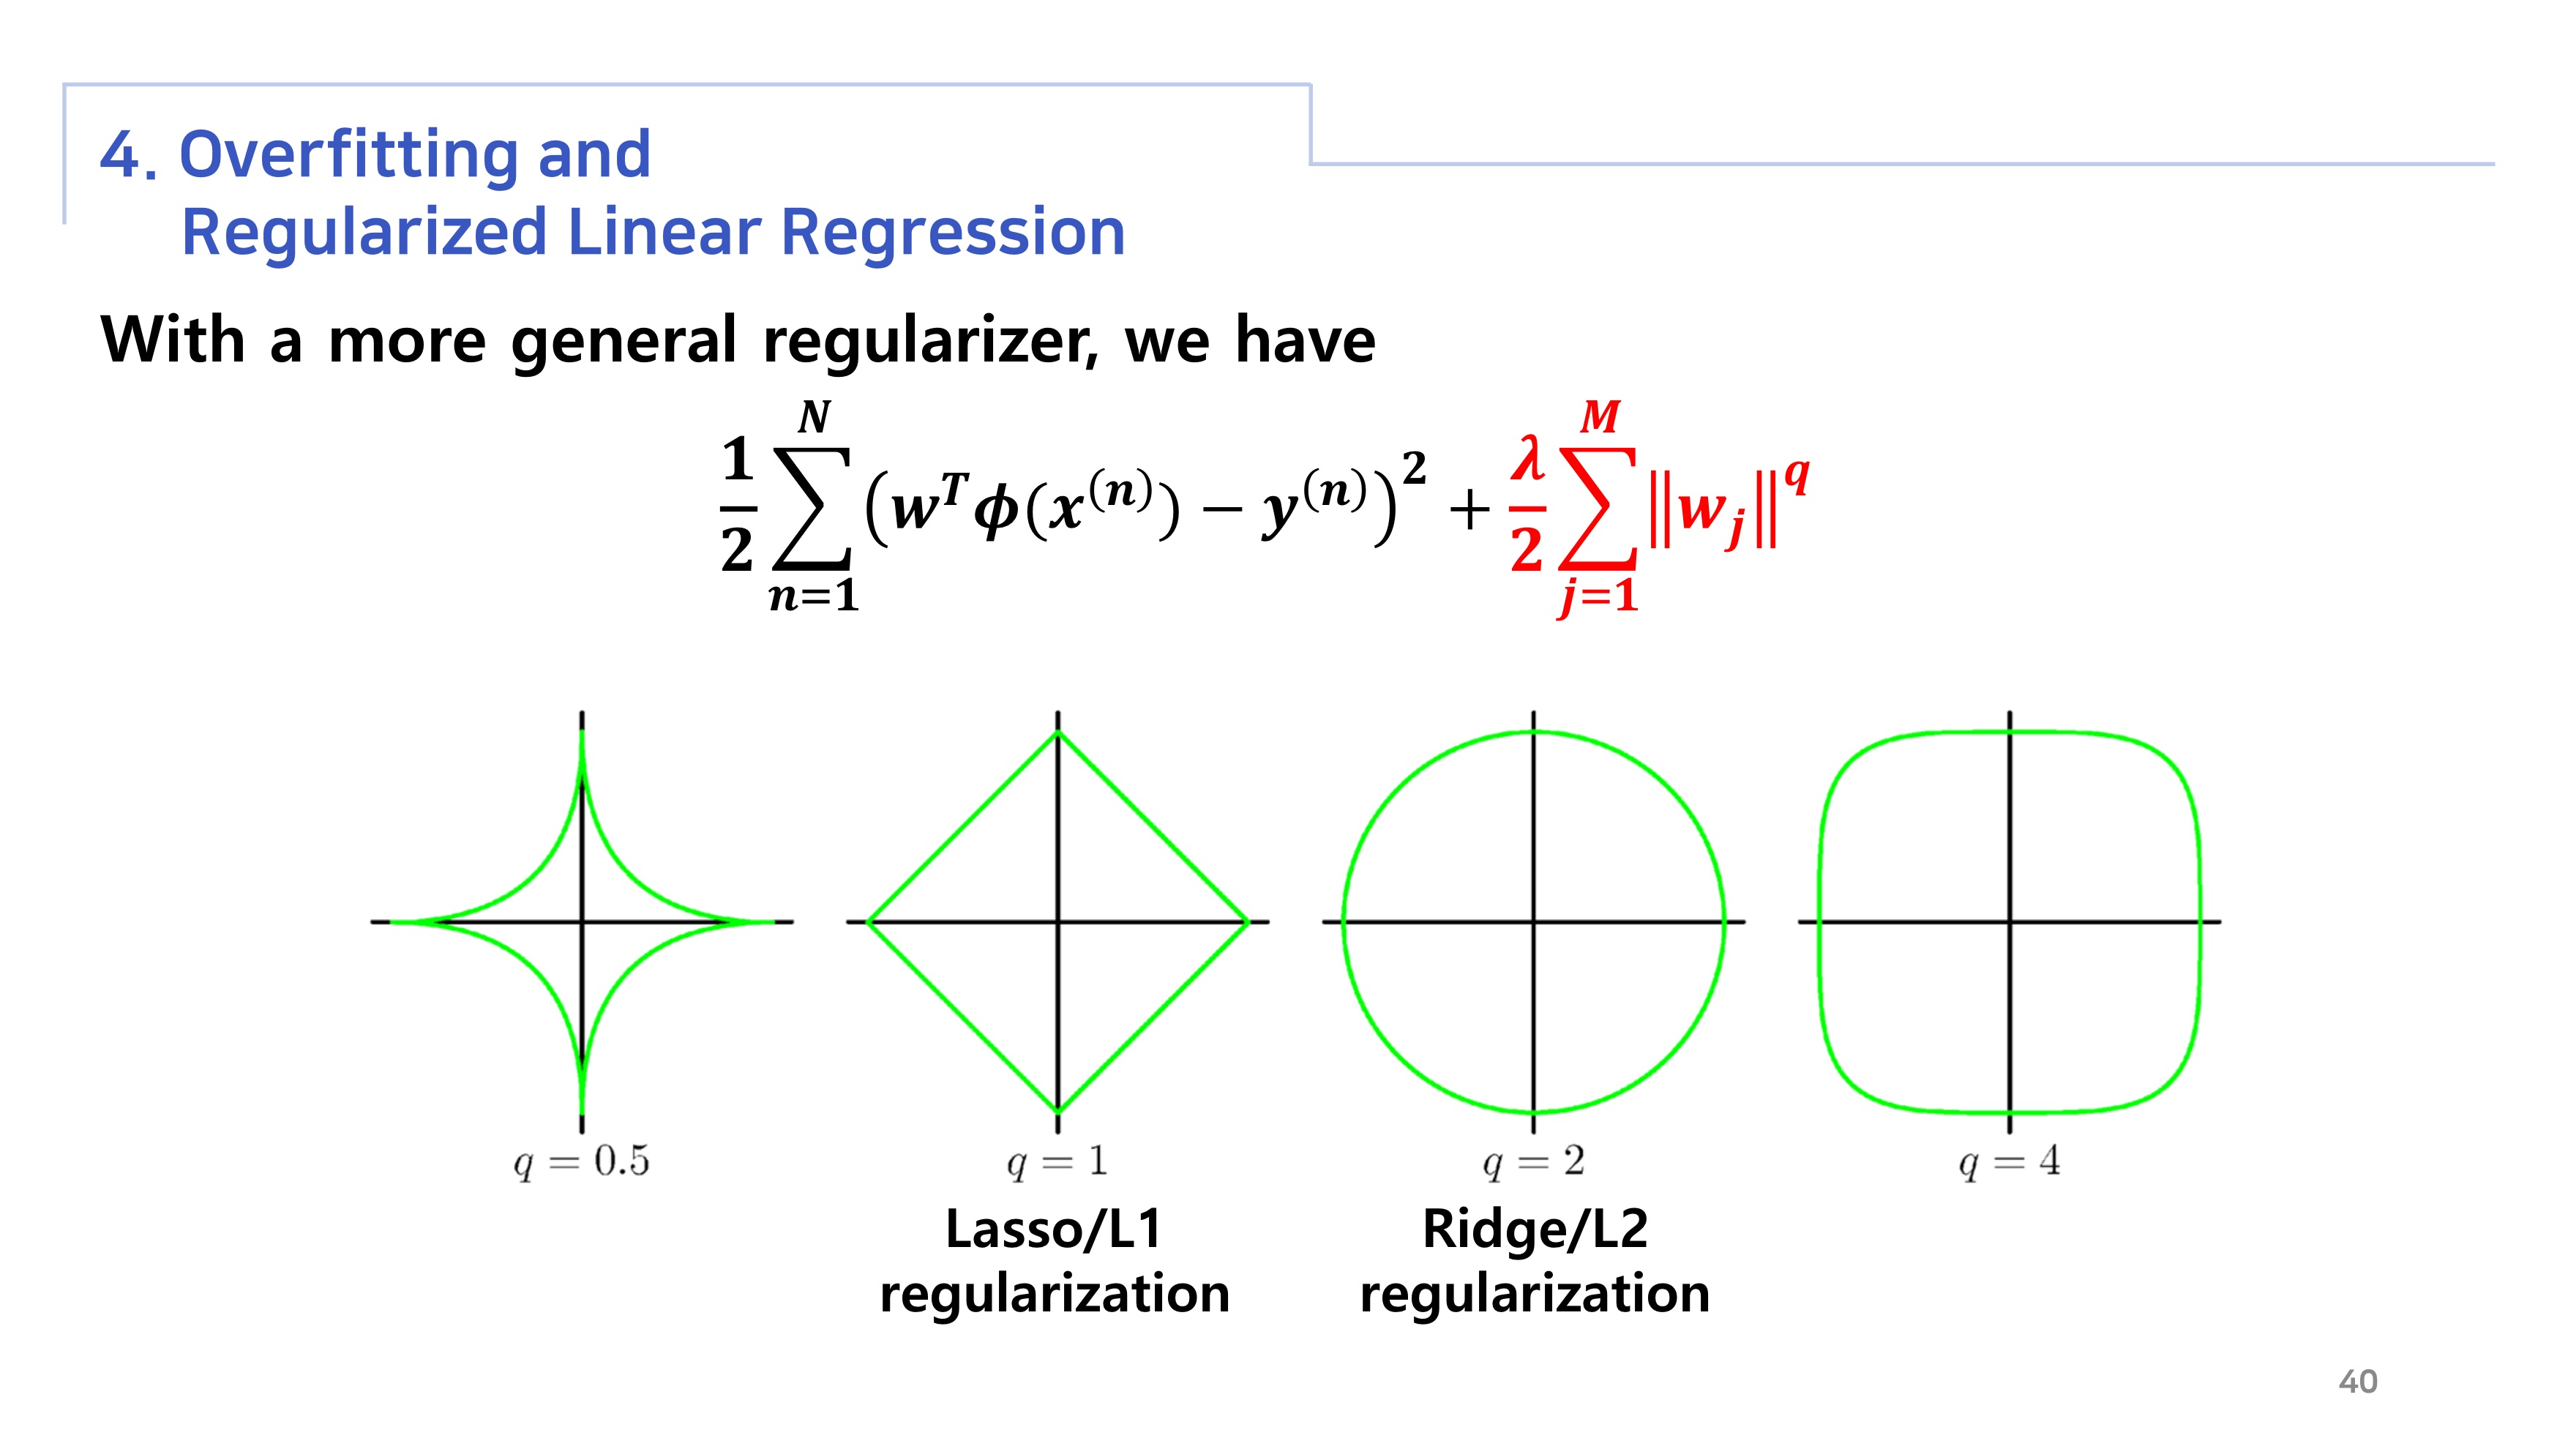 4. Overfitting and
Regularized Linear Regression
With a more general regularizer, we have
$\frac{1}{2}\sum_{n=1}^{N}\left(w^T\phi(x^{(n)}) - y^{(n)}\right)^2 + \frac{\lambda}{2}\sum_{j=1}^{M}\left\|w_j\right\|^q$
q = 0.5 q = 1 q = 2 q = 4
Lasso/L1 Ridge/L2
regularization regularization
40